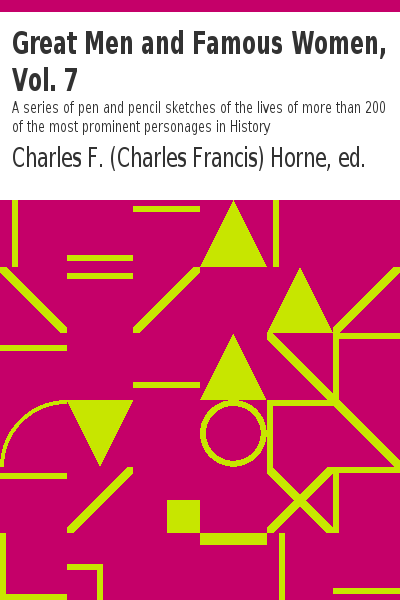 Great Men and Famous Women,
Vol. 7
A series of pen and pencil sketches of the lives of more than 200
of the most prominent personages in History
Charles F. (Charles Francis) Horne, ed.